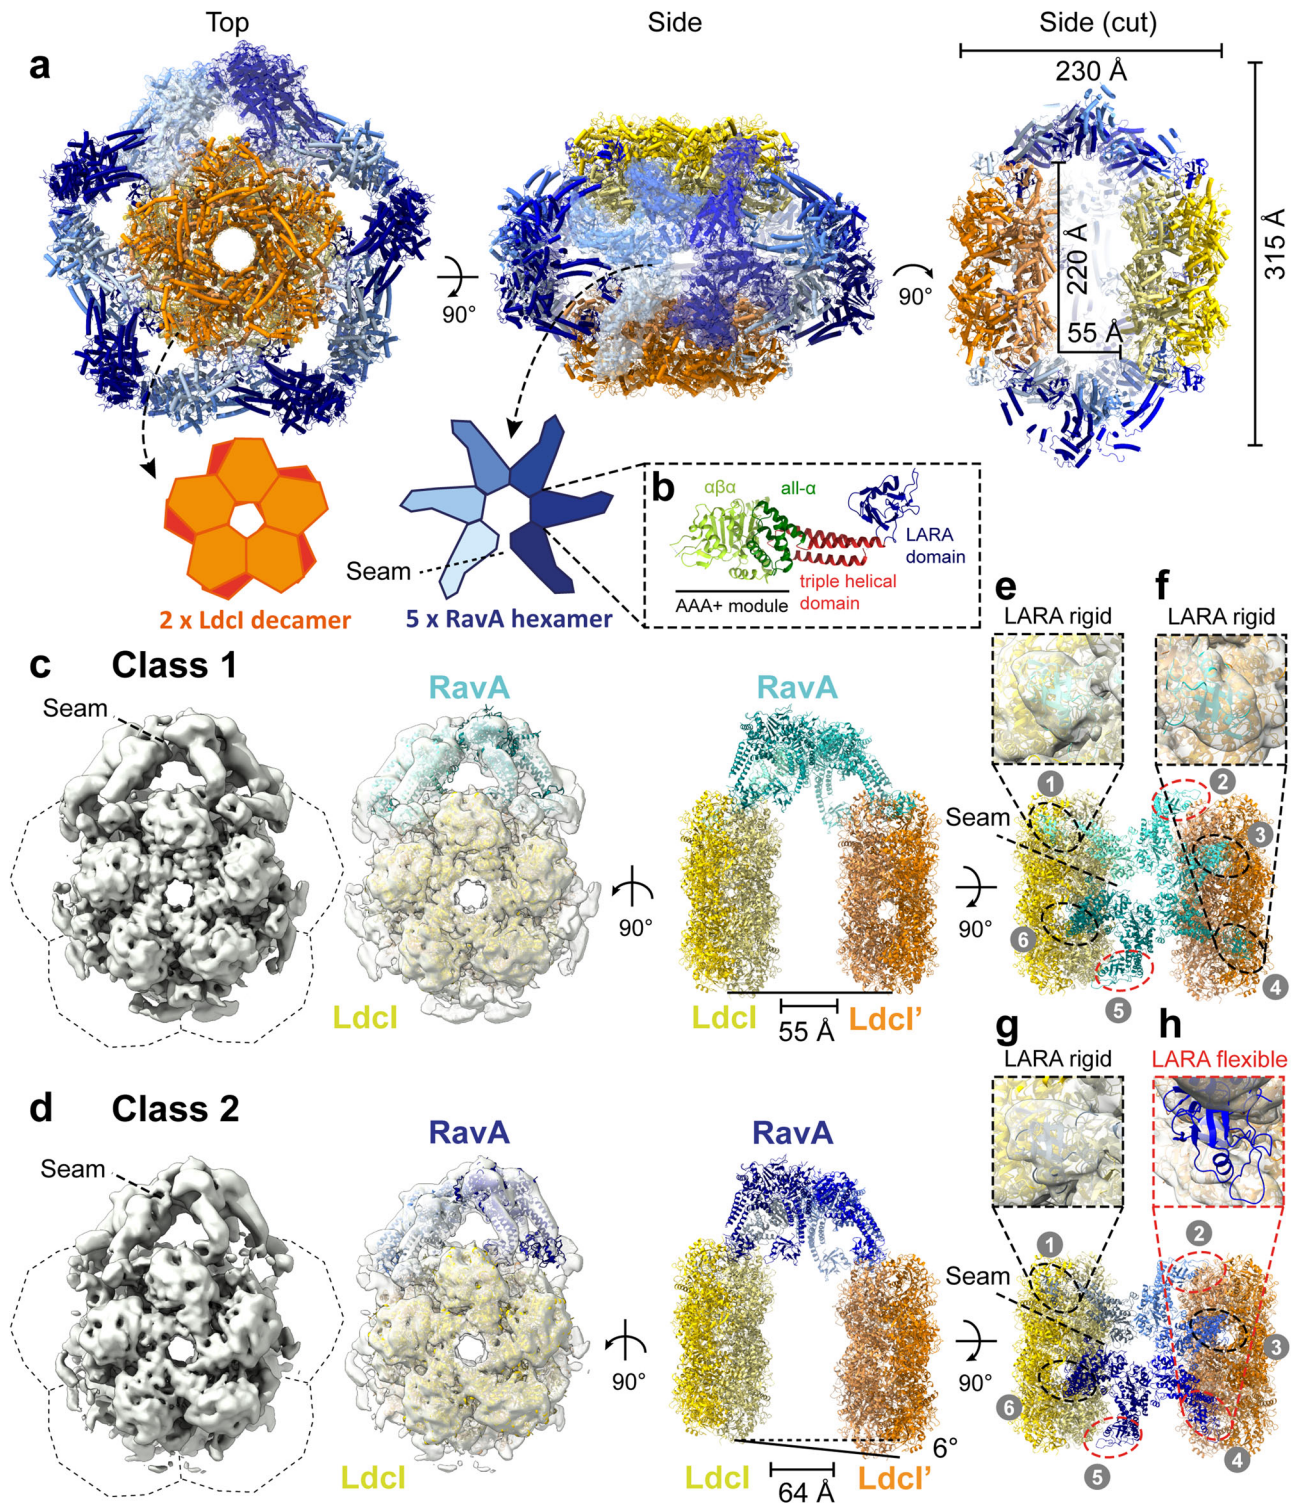 Top
Side
Side (cut)
a
230 Å
315 Å
220 Å
55 Å
90°
90°
b
αβα
all-α
LARA
domain
triple helical
domain
AAA+ module
Seam
2 x LdcI decamer
5 x RavA hexamer
c
Class 1
Seam
RavA
RavA
LdcI
90°
LdcI
LdcI’
55 Å
90°
e
LARA rigid
f
LARA rigid
1
2
Seam
3
6
5
4
d
Class 2
Seam
RavA
RavA
LdcI
90°
LdcI
LdcI’
6°
64 Å
90°
g
LARA rigid
h
LARA flexible
1
2
Seam
3
6
5
4